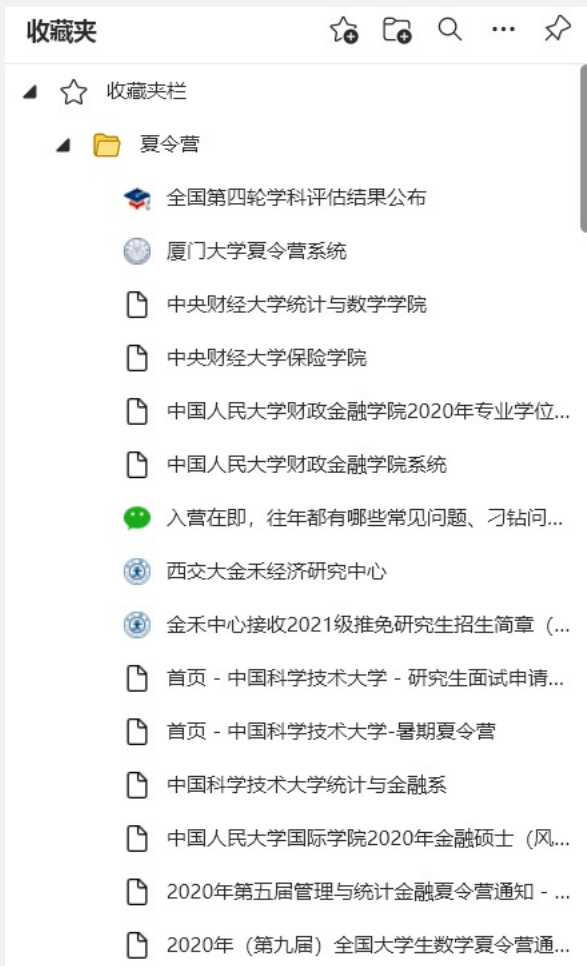 收藏夹
收藏夹栏
夏令营
全国第四轮学科评估结果公布
厦门大学夏令营系统
中央财经大学统计与数学学院
中央财经大学保险学院
中国人民大学财政金融学院2020年专业学位...
中国人民大学财政金融学院系统
入营在即，往年都有哪些常见问题、刁钻问...
西交大金禾经济研究中心
金禾中心接收2021级推免研究生招生简章（...
首页 - 中国科学技术大学 - 研究生面试申请...
首页 - 中国科学技术大学-暑期夏令营
中国科学技术大学统计与金融系
中国人民大学国际学院2020年金融硕士（风...
2020年第五届管理与统计金融夏令营通知 - ...
2020年（第九届）全国大学生数学夏令营通...